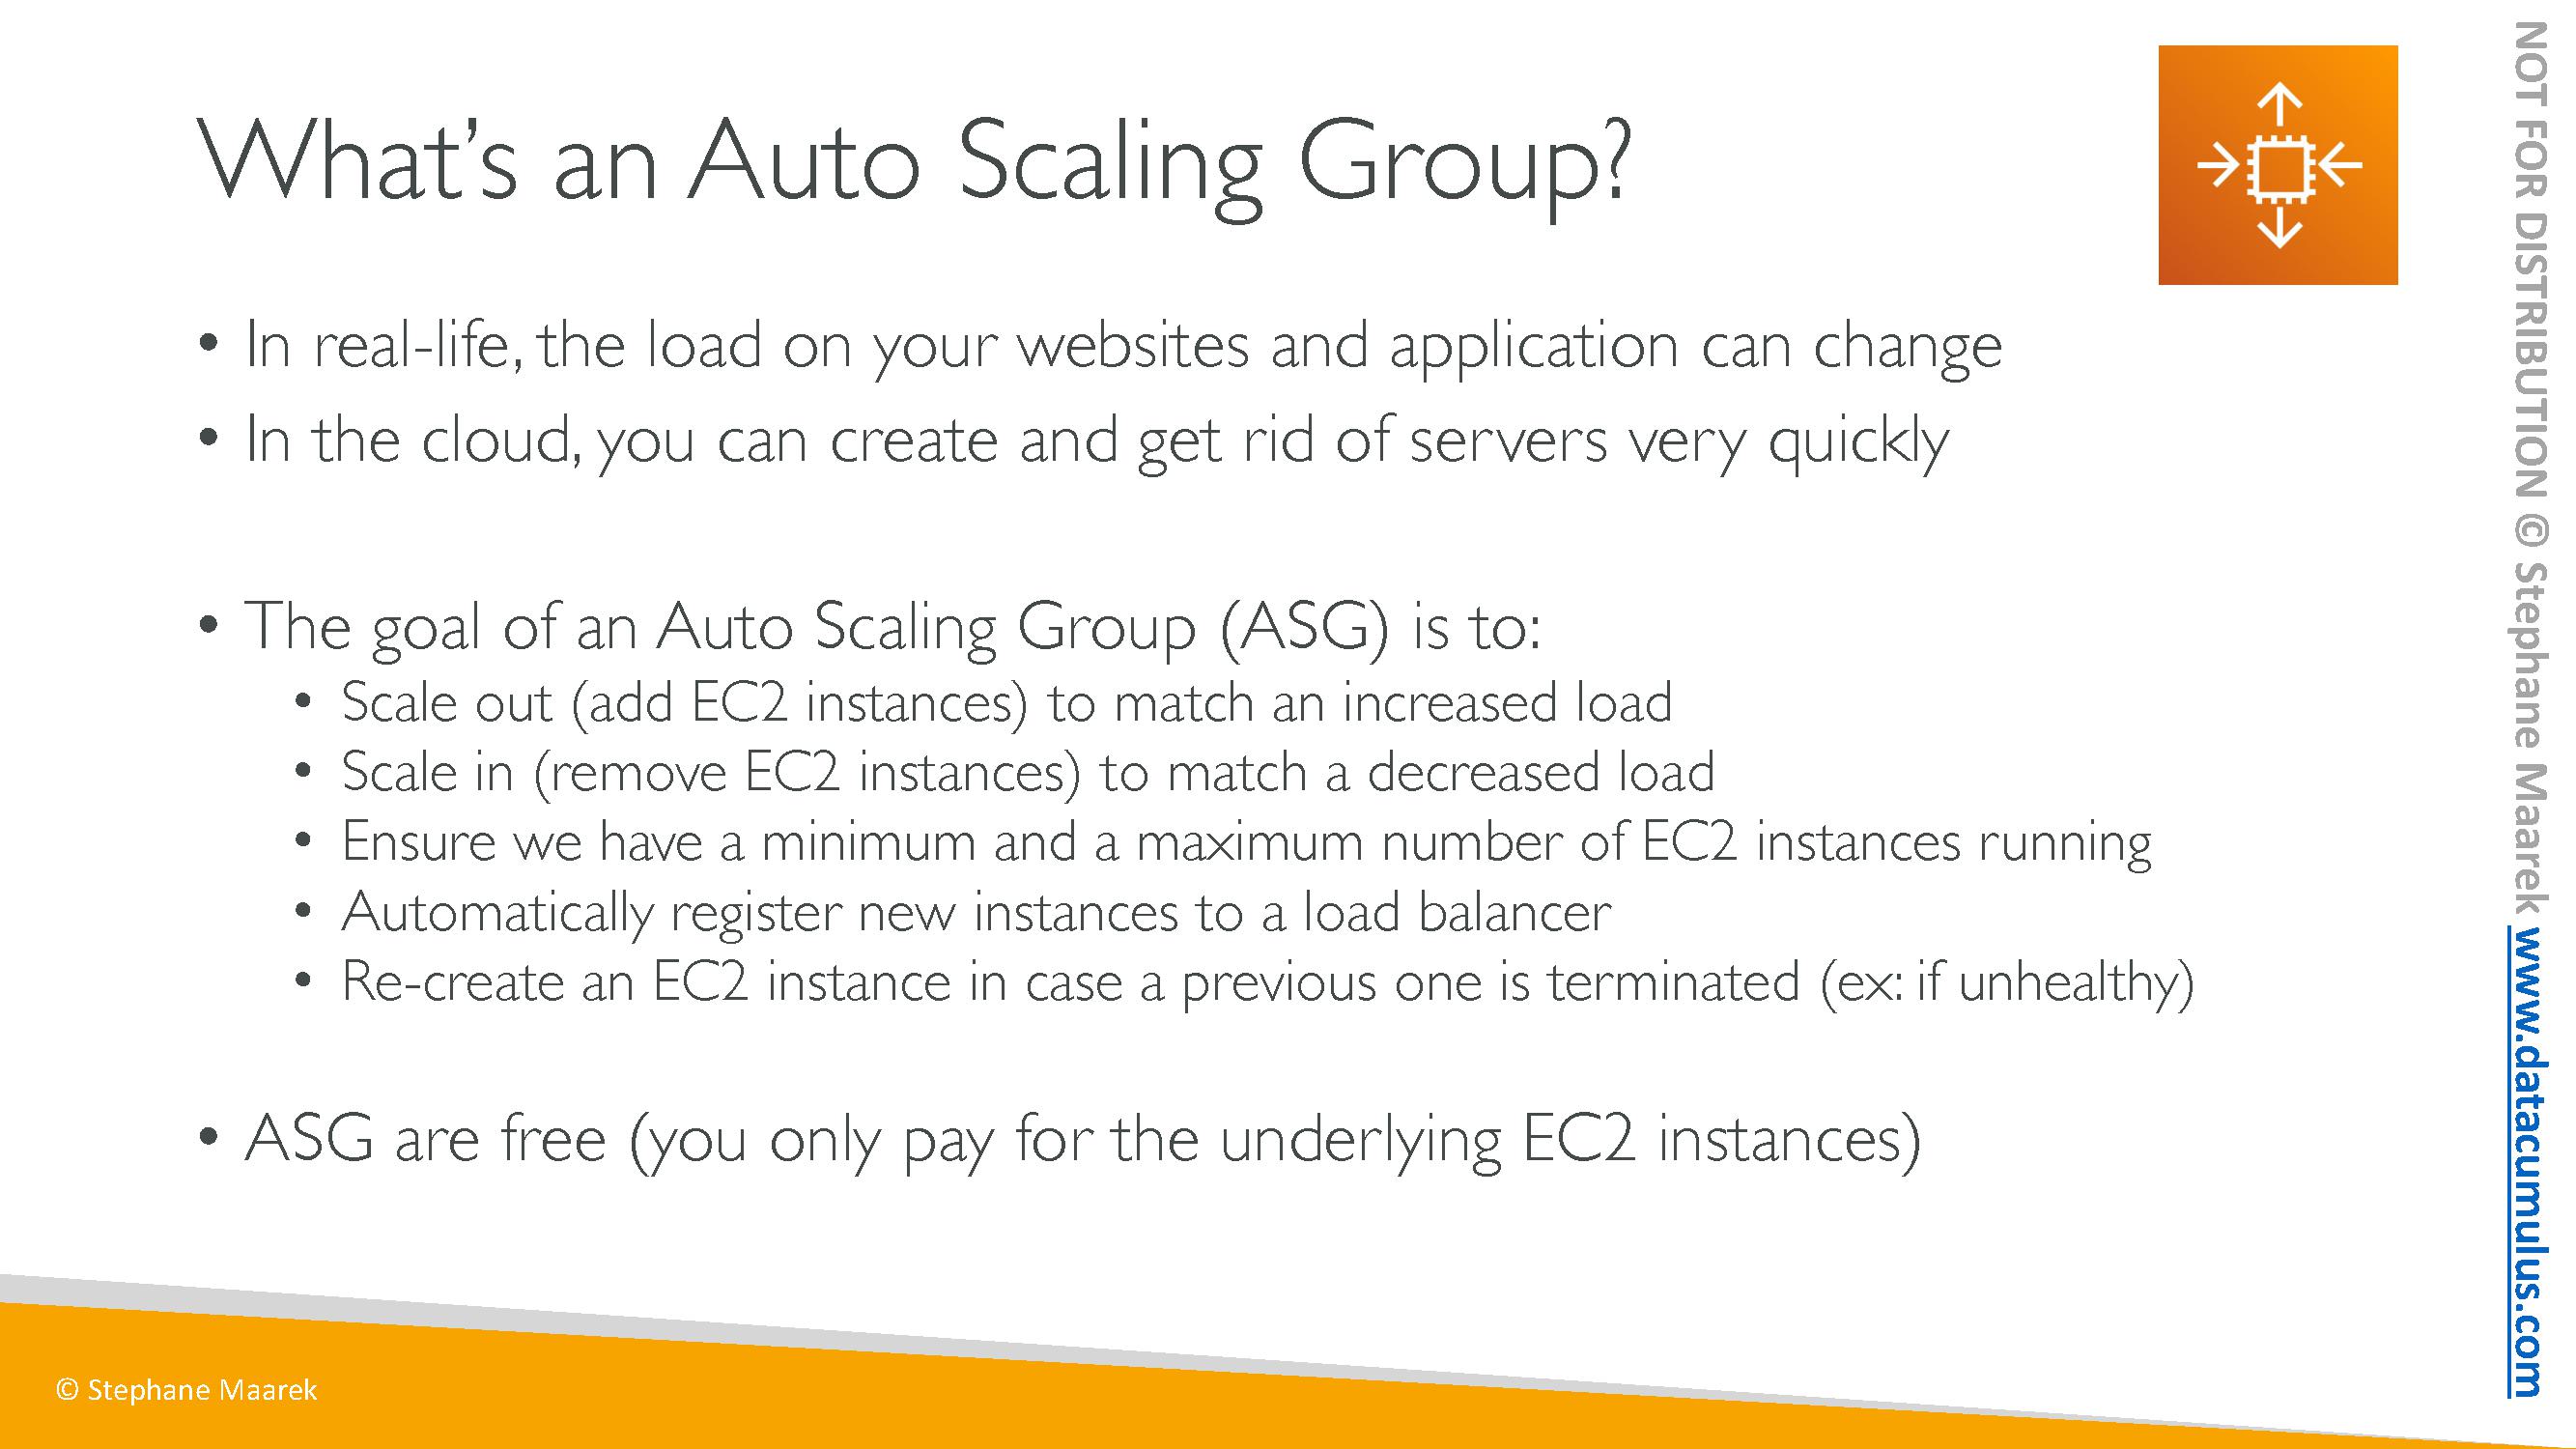 What's an Auto Scaling Group?
• In real-life, the load on your websites and application can change
• In the cloud, you can create and get rid of servers very quickly
• The goal of an Auto Scaling Group (ASG) is to:
• Scale out (add EC2 instances) to match an increased load
• Scale in (remove EC2 instances) to match a decreased load
• Ensure we have a minimum and a maximum number of EC2 instances running
• Automatically register new instances to a load balancer
• Re-create an EC2 instance in case a previous one is terminated (ex: if unhealthy)
• ASG are free (you only pay for the underlying EC2 instances)
© Stephane Maarek
NOT FOR DISTRIBUTION © Stephane Maarek www.datacumulus.com